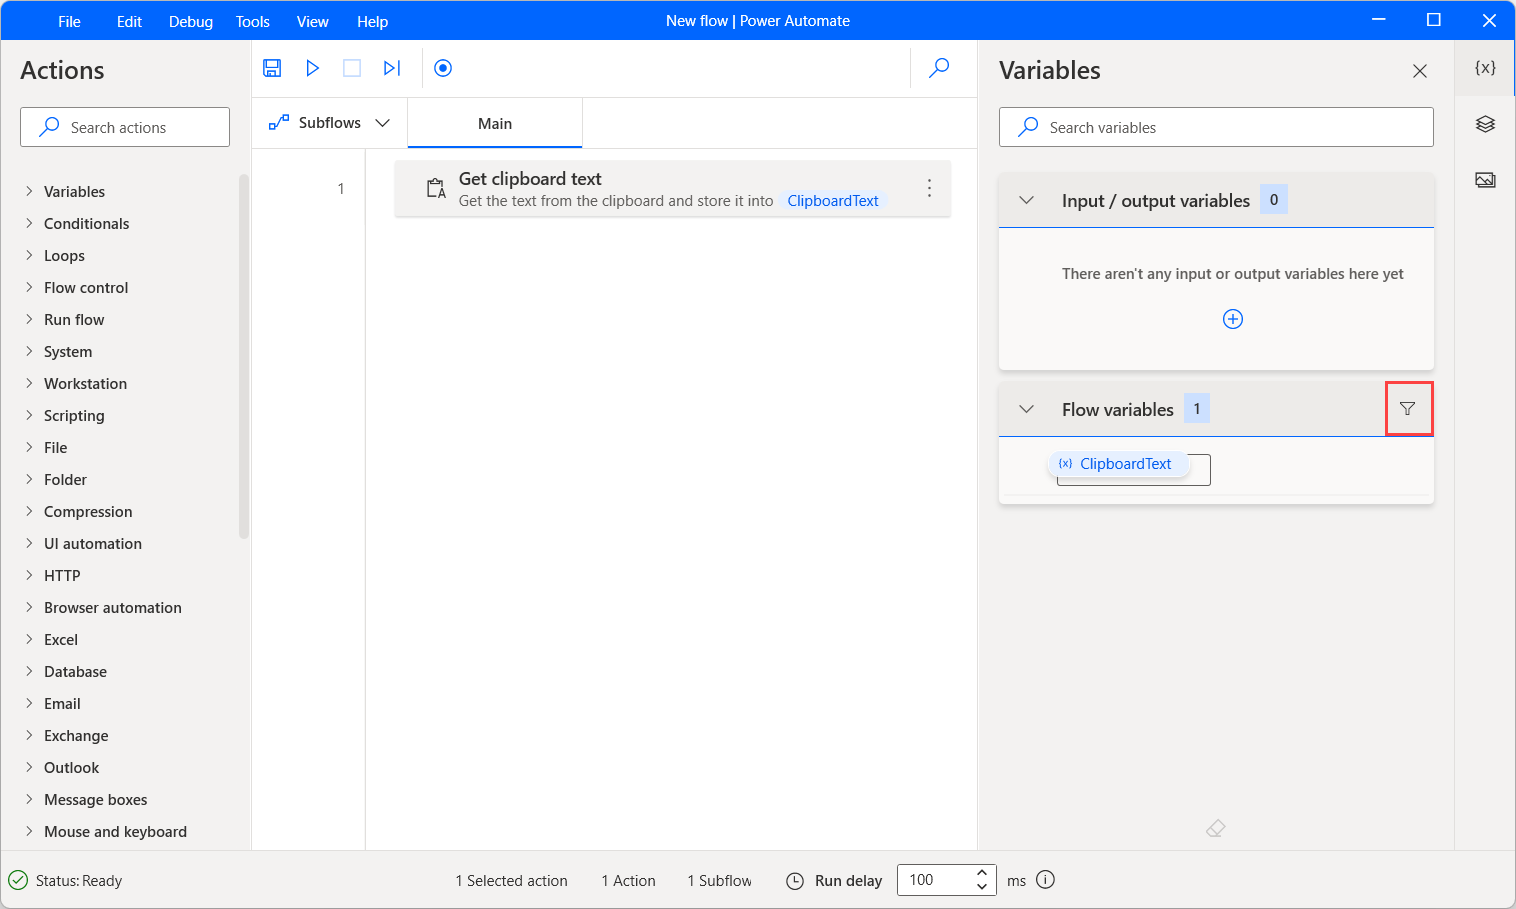 File Edit Debug Tools View Help New flow | Power Automate
Actions
Search actions
Variables
Conditionals
Loops
Flow control
Run flow
System
Workstation
Scripting
File
Folder
Compression
UI automation
HTTP
Browser automation
Excel
Database
Email
Exchange
Outlook
Message boxes
Mouse and keyboard
Subflows Main
1
Get clipboard text
Get the text from the clipboard and store it into ClipboardText
Variables
{x}
Search variables
Input / output variables 0
There aren't any input or output variables here yet
Flow variables 1
{x} ClipboardText
Status: Ready 1 Selected action 1 Action 1 Subflow Run delay 100 ms